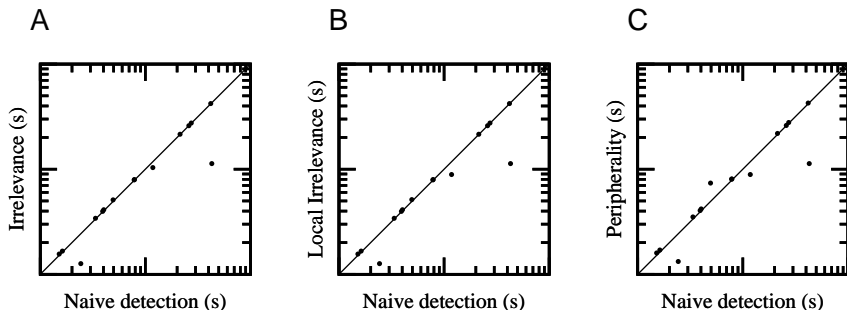 A
B
C
Irrelevance (s)
Naive detection (s)
Local Irrelevance (s)
Naive detection (s)
Peripherality (s)
Naive detection (s)